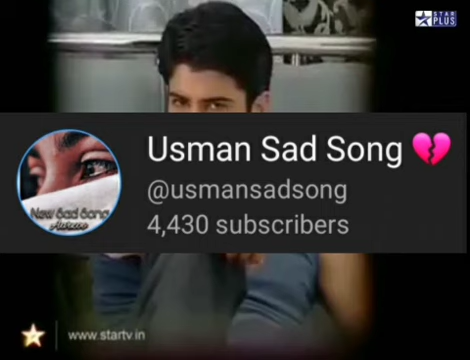 STAR
PLUS
Usman Sad Song 💔
@usmansadsong
4,430 subscribers
New Sad Song
www.startv.in